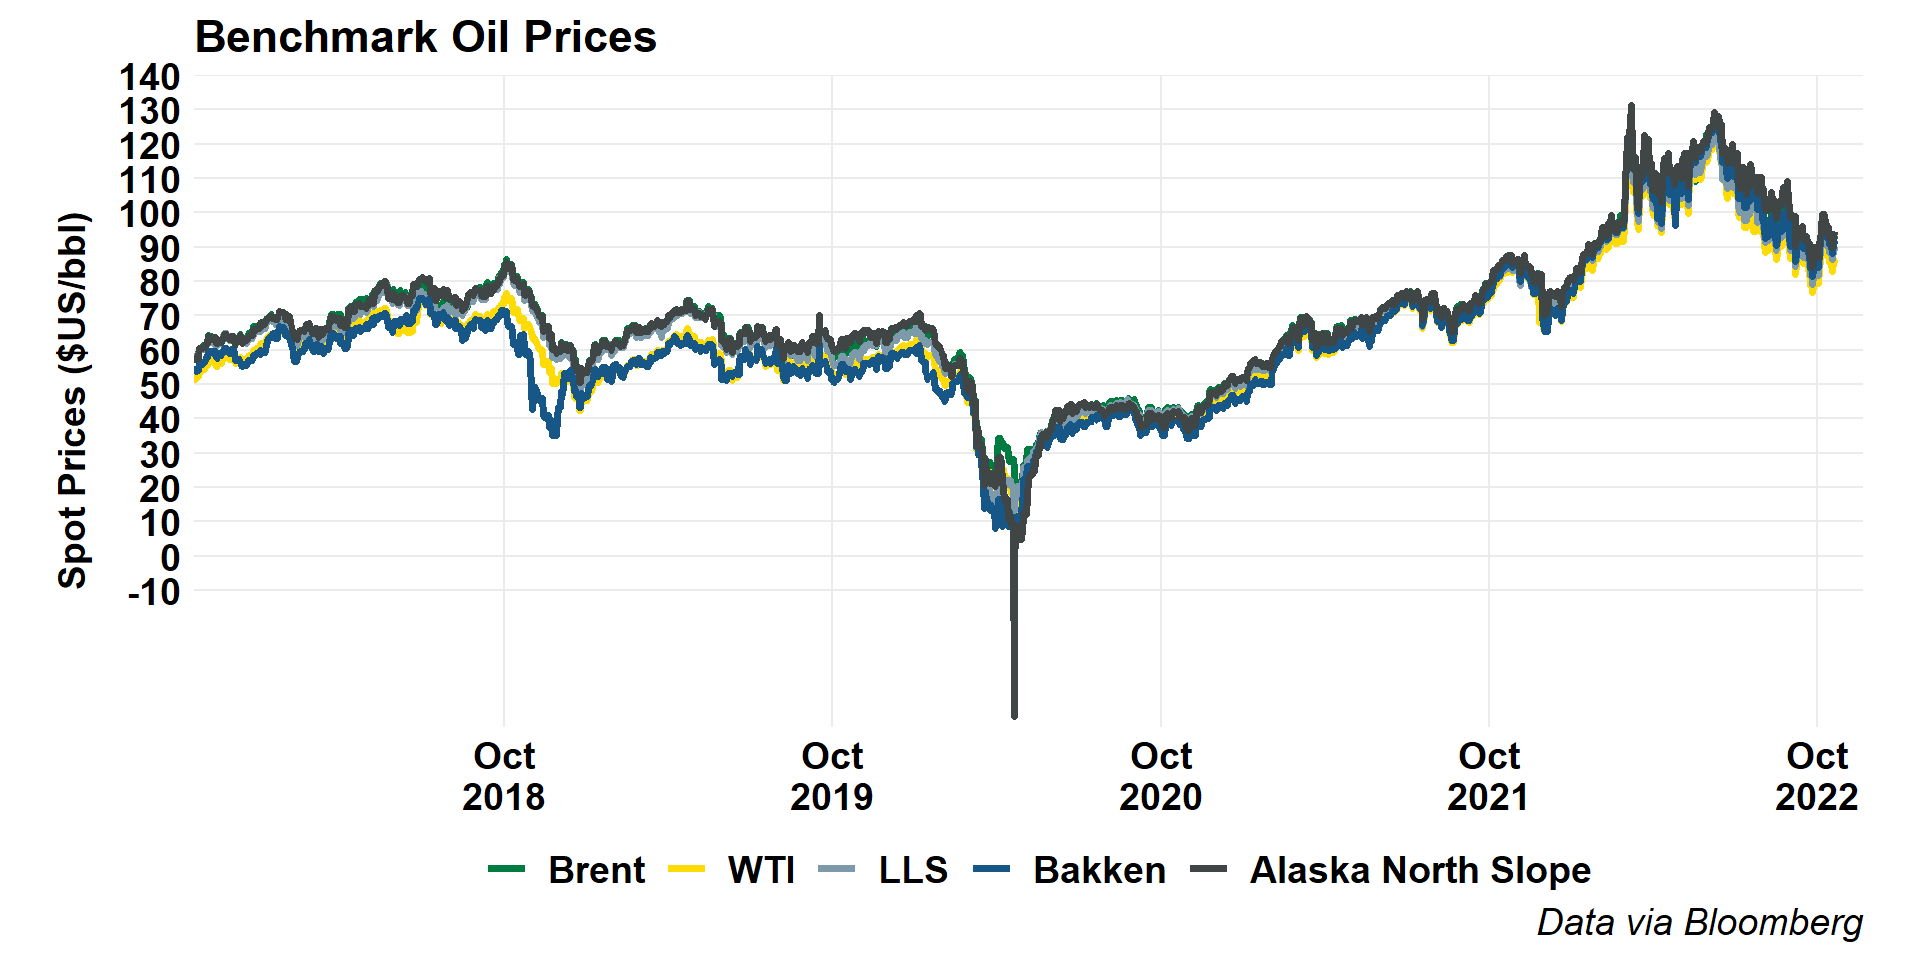 Benchmark Oil Prices
140
130
120
110
100
90
80
70
60
50
40
30
20
10
0
-10
Spot Prices ($US/bbl)
Oct
2018
Oct
2019
Oct
2020
Oct
2021
Oct
2022
Brent WTI LLS Bakken Alaska North Slope
Data via Bloomberg